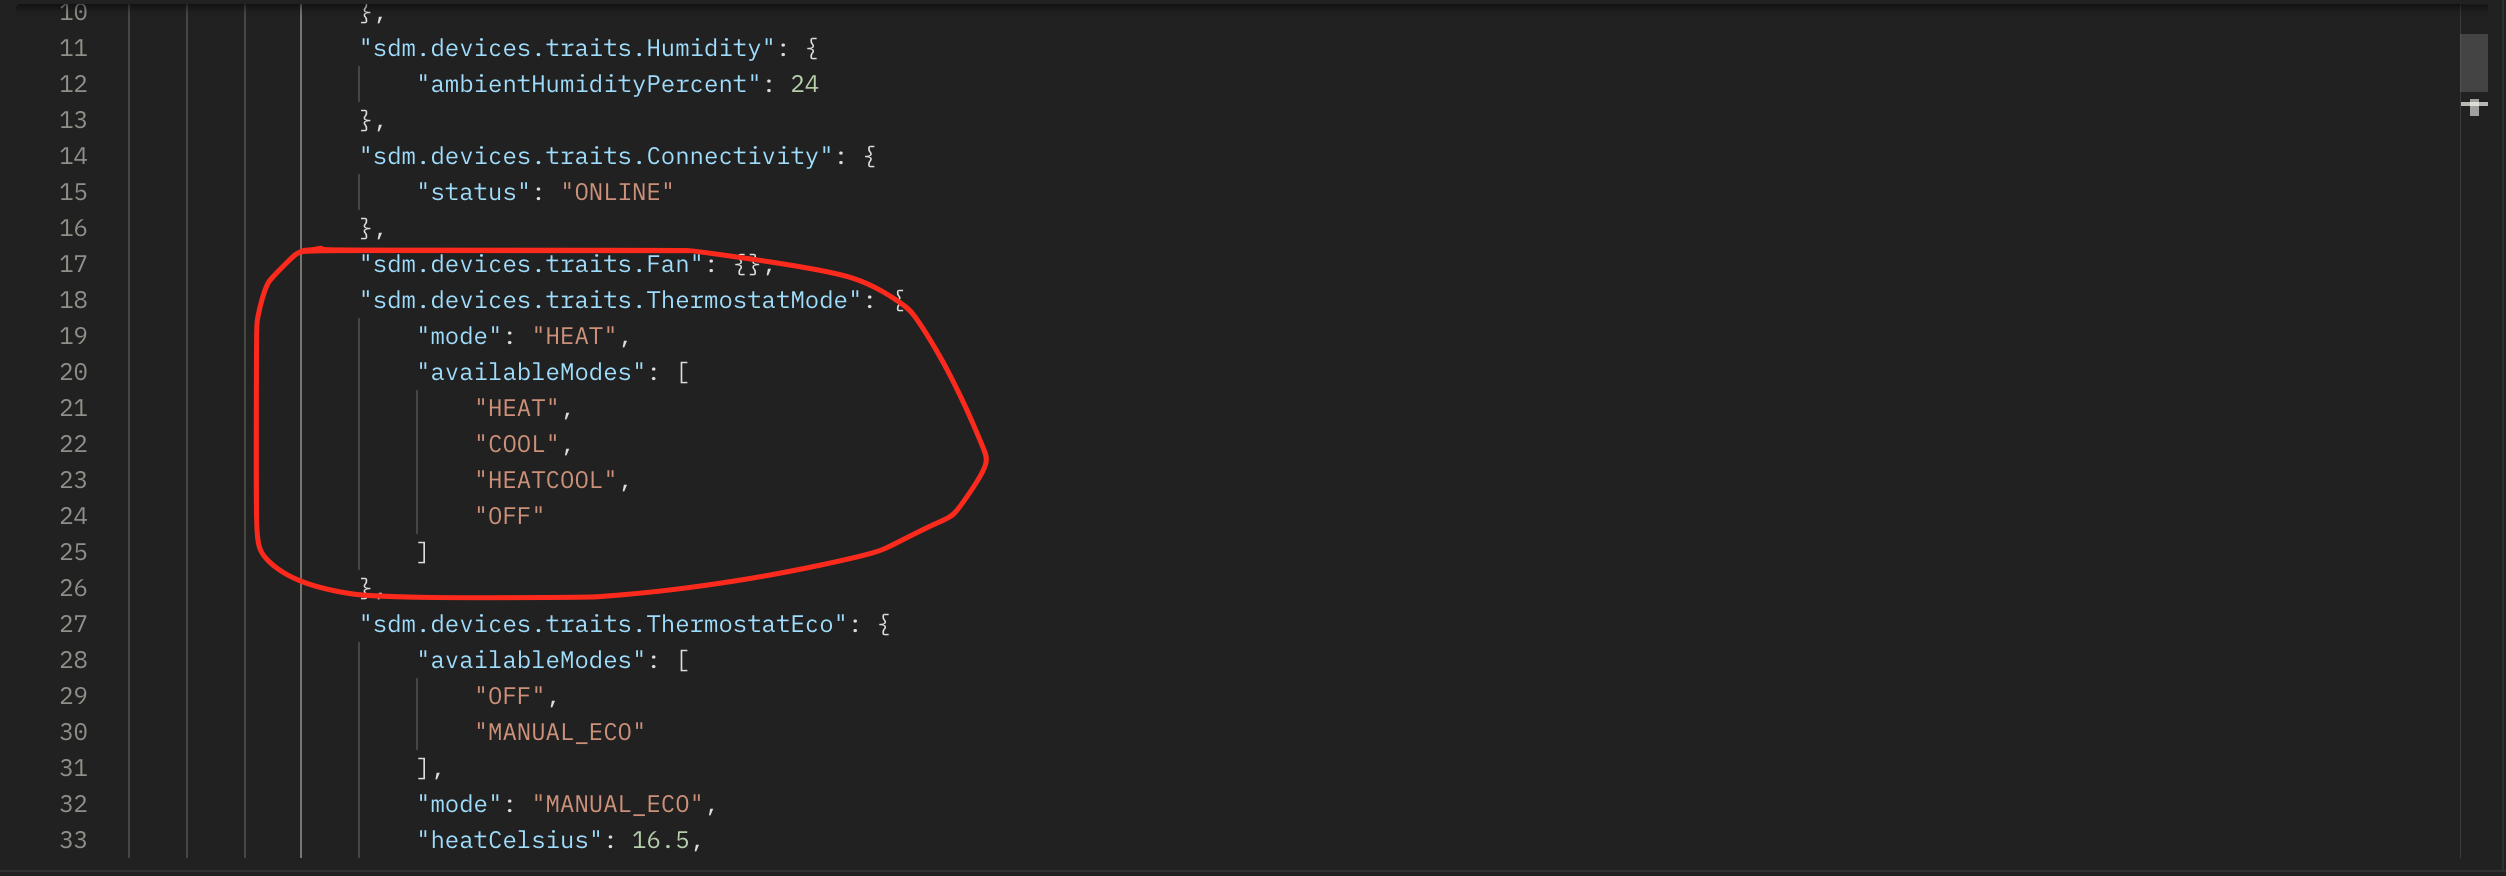 10 },
11 "sdm.devices.traits.Humidity": {
12 "ambientHumidityPercent": 24
13 },
14 "sdm.devices.traits.Connectivity": {
15 "status": "ONLINE"
16 },
17 "sdm.devices.traits.Fan": {},
18 "sdm.devices.traits.ThermostatMode": {
19 "mode": "HEAT",
20 "availableModes": [
21 "HEAT",
22 "COOL",
23 "HEATCOOL",
24 "OFF"
25 ]
26 },
27 "sdm.devices.traits.ThermostatEco": {
28 "availableModes": [
29 "OFF",
30 "MANUAL_ECO"
31 ],
32 "mode": "MANUAL_ECO",
33 "heatCelsius": 16.5,